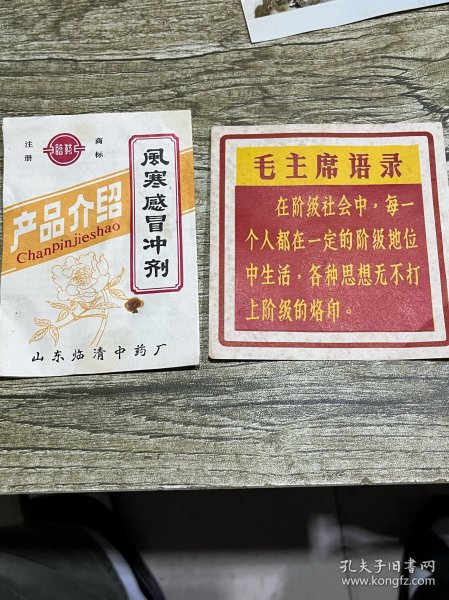 注册
商标
風寒感冒冲剂
产品介绍
Chanbinjieshao
山东临清中药厂
毛主席语录
在阶级社会中，每一
个人都在一定的阶级地位
中生活，各种思想无不打
上阶级的烙印。
孔夫子旧书网
www.kongfz.com